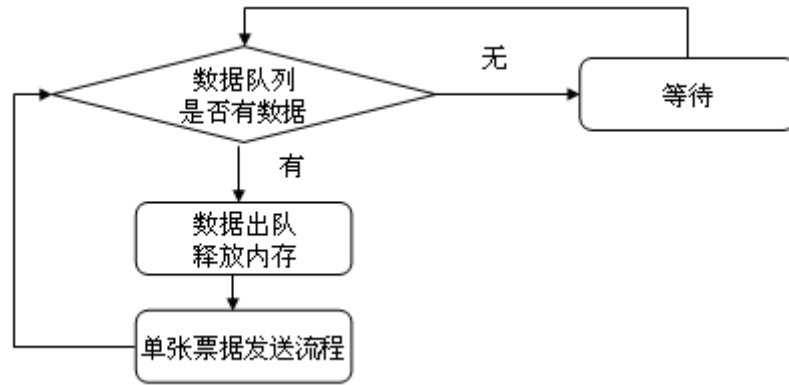 数据队列
是否有数据
无
等待
有
数据出队
释放内存
单张票据发送流程